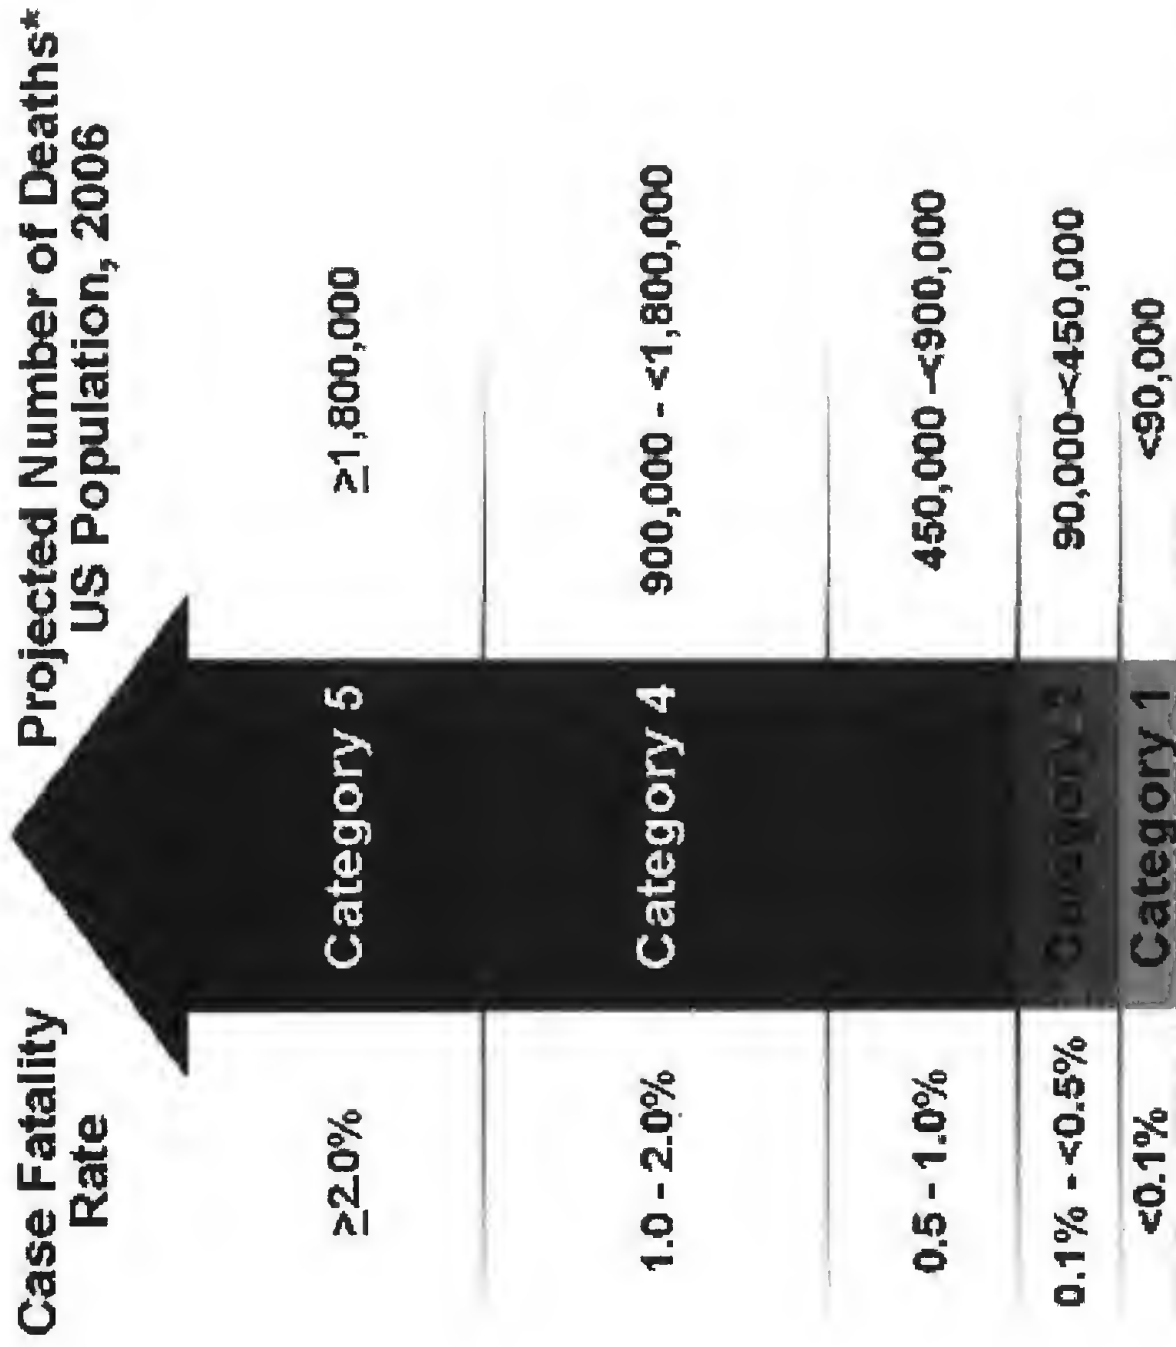 Case Fatality
Rate
Projected Number of Deaths*
US Population, 2006
≥2.0%
Category 5
≥1,800,000
1.0 - 2.0%
Category 4
900,000 - <1,800,000
0.5 - 1.0%
450,000 -<900,000
0.1% - <0.5%
Category 2
90,000-<450,000
<0.1%
Category 1
<90,000